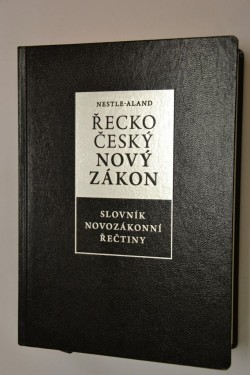 NESTLE-ALAND
ŘECKO
ČESKÝ
NOVÝ
ZÁKON
SLOVNÍK
NOVOZÁKONNÍ
ŘEČTINY